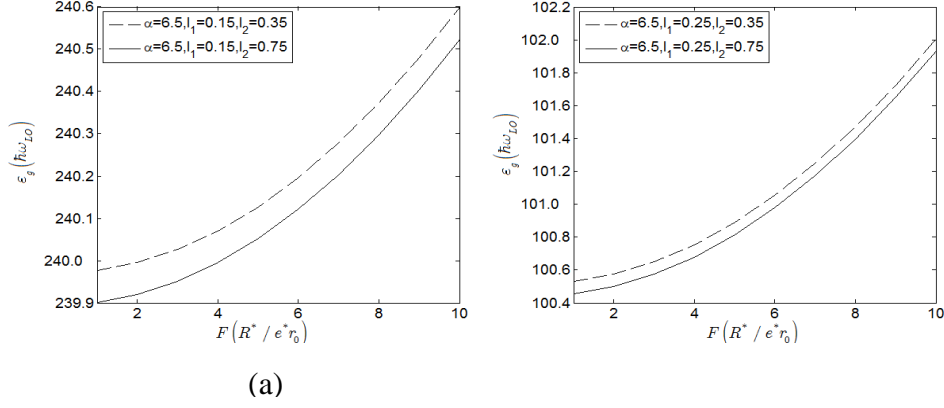 240.6
240.5
240.4
240.3
240.2
240.1
240.0
239.9
α=6.5,l₁=0.15,l₂=0.35
α=6.5,l₁=0.15,l₂=0.75
ε_g (ħω_LO)
2 4 6 8 10
F (R* / e* r₀)
(a)
102.2
102.0
101.8
101.6
101.4
101.2
101.0
100.8
100.6
100.4
α=6.5,l₁=0.25,l₂=0.35
α=6.5,l₁=0.25,l₂=0.75
ε_g (ħω_LO)
2 4 6 8 10
F (R* / e* r₀)